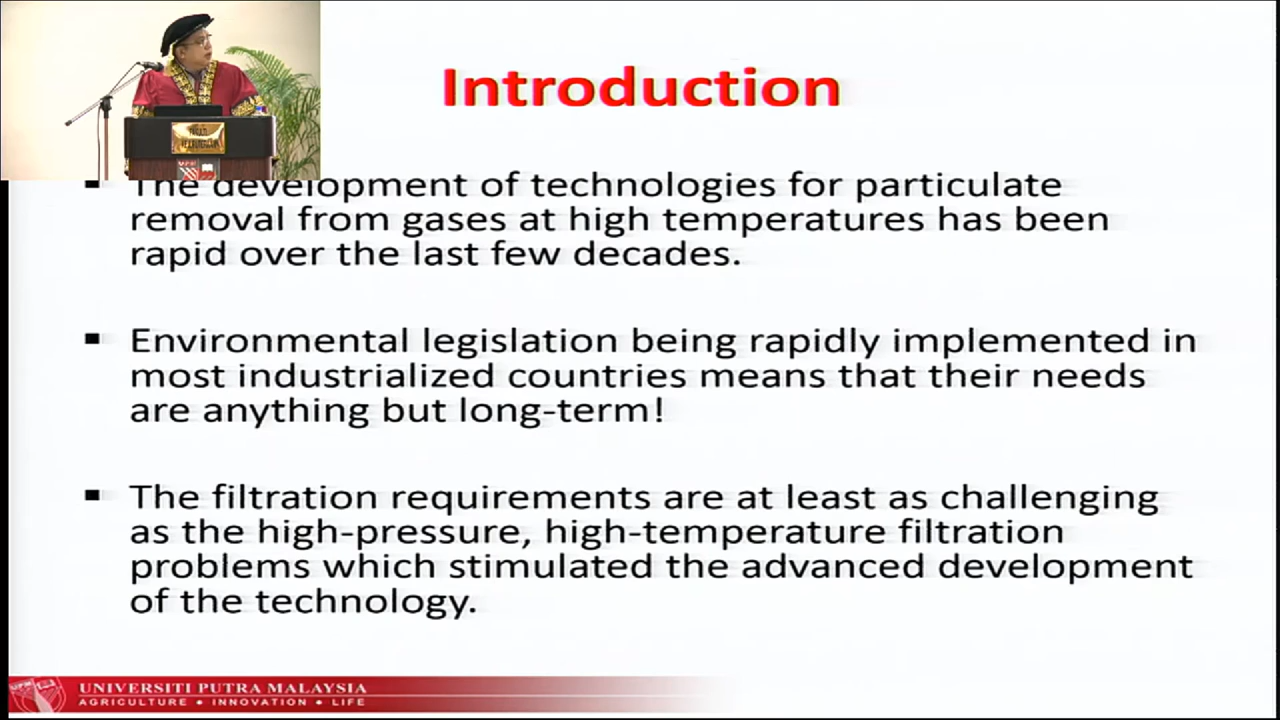 Introduction
The development of technologies for particulate
removal from gases at high temperatures has been
rapid over the last few decades.
Environmental legislation being rapidly implemented in
most industrialized countries means that their needs
are anything but long-term!
The filtration requirements are at least as challenging
as the high-pressure, high-temperature filtration
problems which stimulated the advanced development
of the technology.
UNIVERSITI PUTRA MALAYSIA
AGRICULTURE • INNOVATION • LIFE